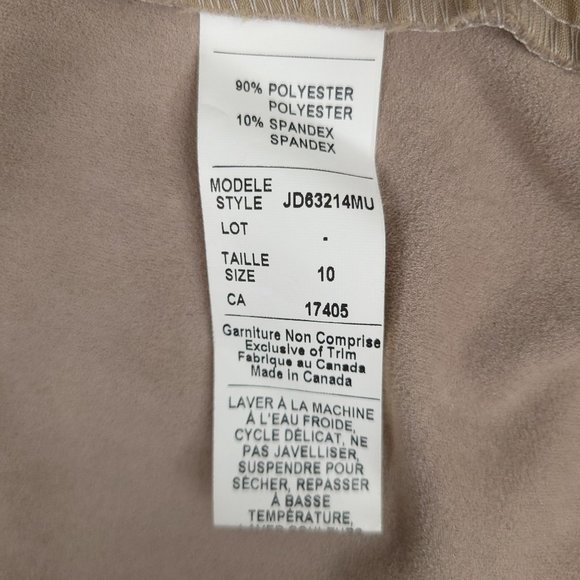 90% POLYESTER
POLYESTER
10% SPANDEX
SPANDEX
MODELE
STYLE JD63214MU
LOT -
TAILLE
SIZE 10
CA 17405
Garniture Non Comprise
Exclusive of Trim
Fabrique au Canada
Made in Canada
LAVER À LA MACHINE
À L'EAU FROIDE,
CYCLE DÉLICAT, NE
PAS JAVELLISER,
SUSPENDRE POUR
SÉCHER, REPASSER
À BASSE
TEMPÉRATURE,